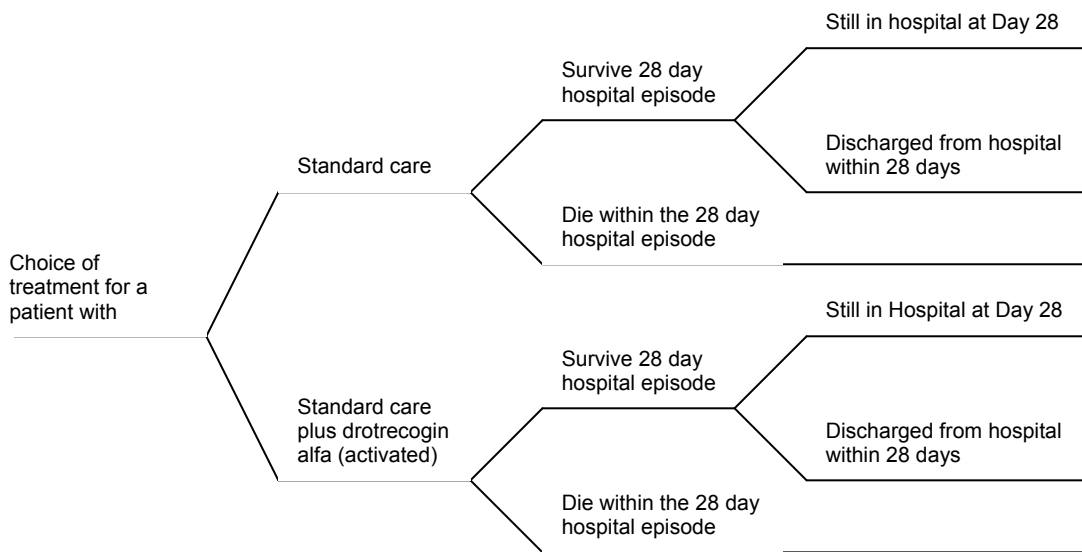 Still in hospital at Day 28
Survive 28 day
hospital episode
Discharged from hospital
within 28 days
Standard care
Die within the 28 day
hospital episode
Choice of
treatment for a
patient with
Still in Hospital at Day 28
Survive 28 day
hospital episode
Standard care
plus drotrecogin
alfa (activated)
Discharged from hospital
within 28 days
Die within the 28 day
hospital episode